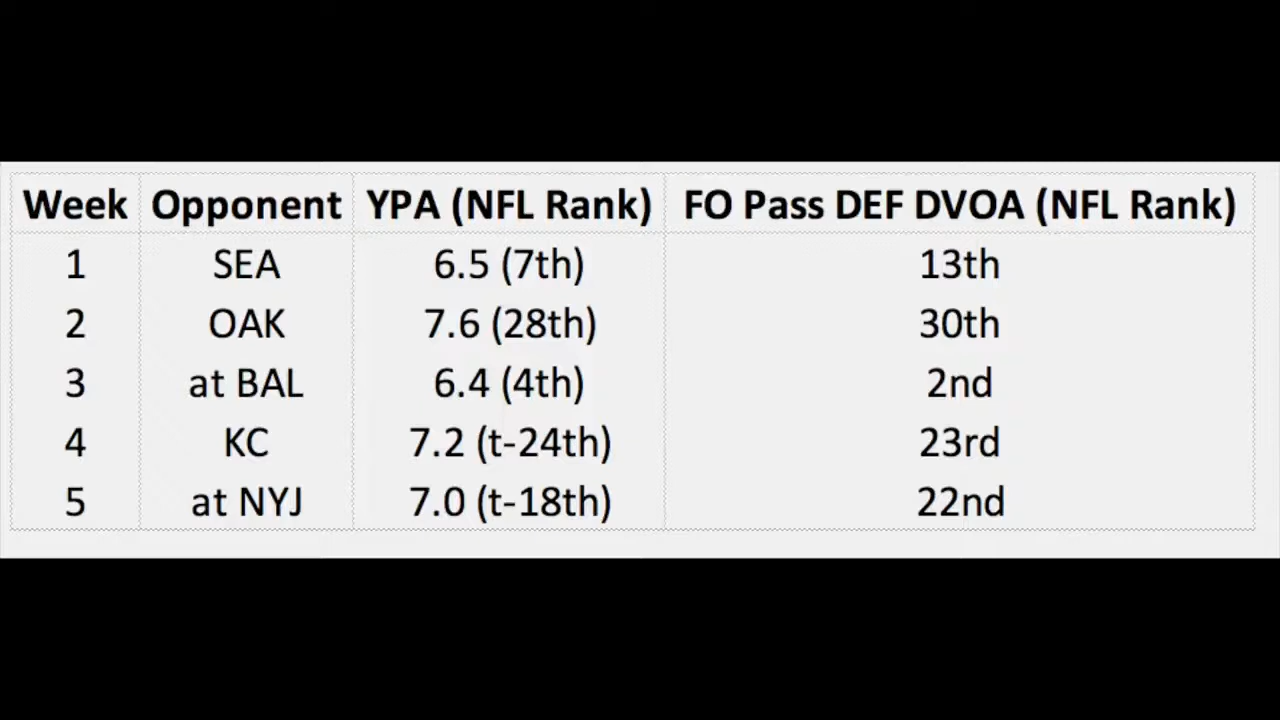 Week Opponent YPA (NFL Rank) FO Pass DEF DVOA (NFL Rank)
1 SEA 6.5 (7th) 13th
2 OAK 7.6 (28th) 30th
3 at BAL 6.4 (4th) 2nd
4 KC 7.2 (t-24th) 23rd
5 at NYJ 7.0 (t-18th) 22nd